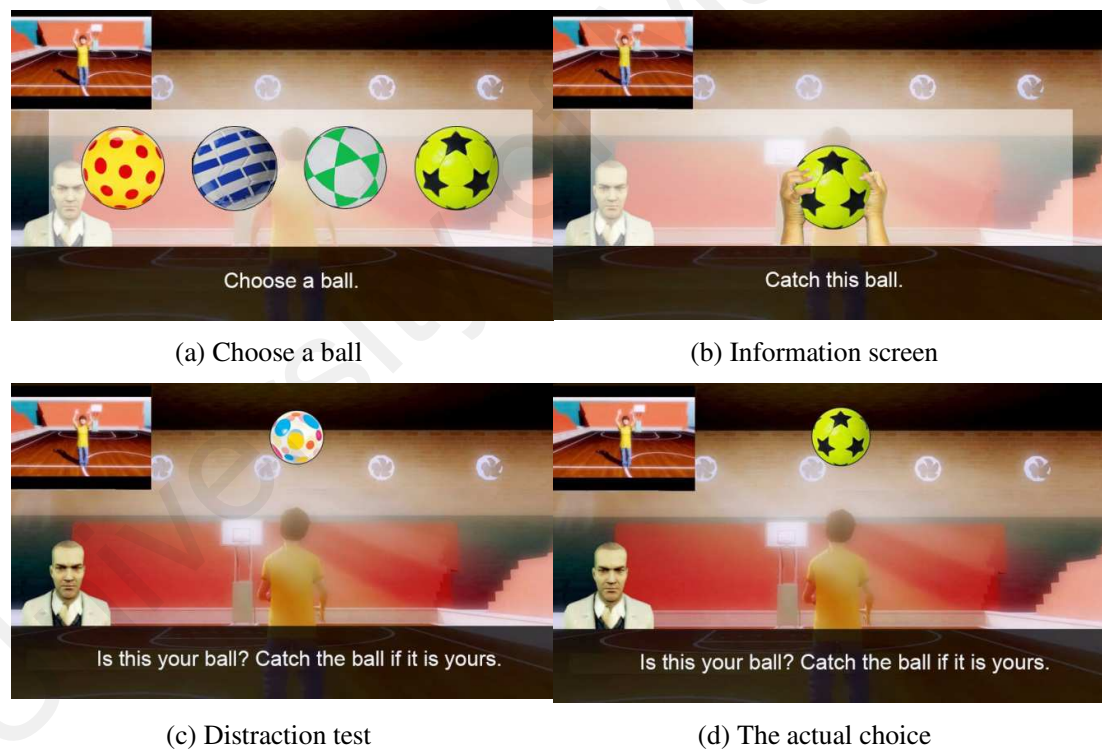 Choose a ball.
Catch this ball.
(a) Choose a ball
(b) Information screen
Is this your ball? Catch the ball if it is yours.
Is this your ball? Catch the ball if it is yours.
(c) Distraction test
(d) The actual choice